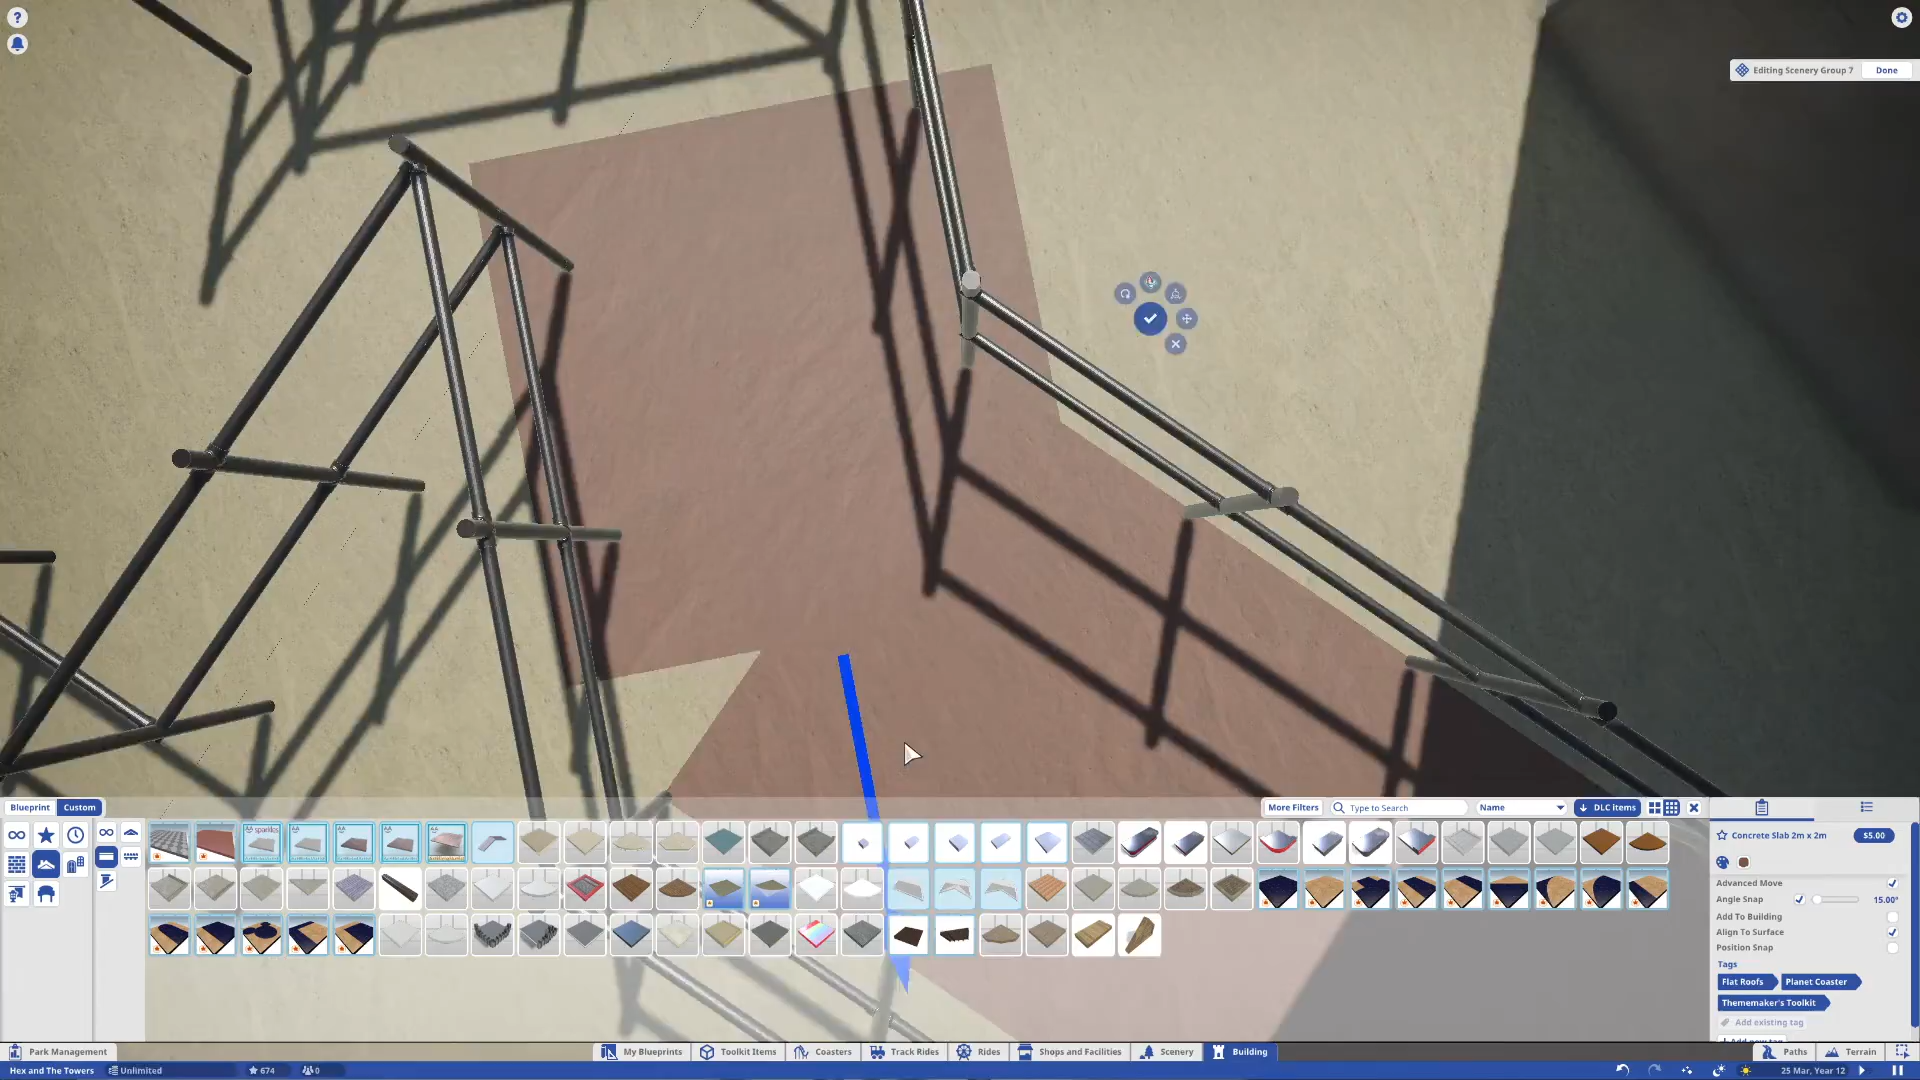 ?
Editing Scenery Group 7 Done
Blueprint Custom
More Filters Type to Search Name DLC items
sparkles
Concrete Slab 2m x 2m $5.00
Advanced Move
Angle Snap 15.00°
Add To Building
Align To Surface
Position Snap
Tags
Flat Roofs Planet Coaster
Thememaker's Toolkit
Add existing tag
Park Management My Blueprints Toolkit Items Coasters Track Rides Rides Shops and Facilities Scenery Building Paths Terrain
Hex and The Towers Unlimited 674 0 25 Mar, Year 12